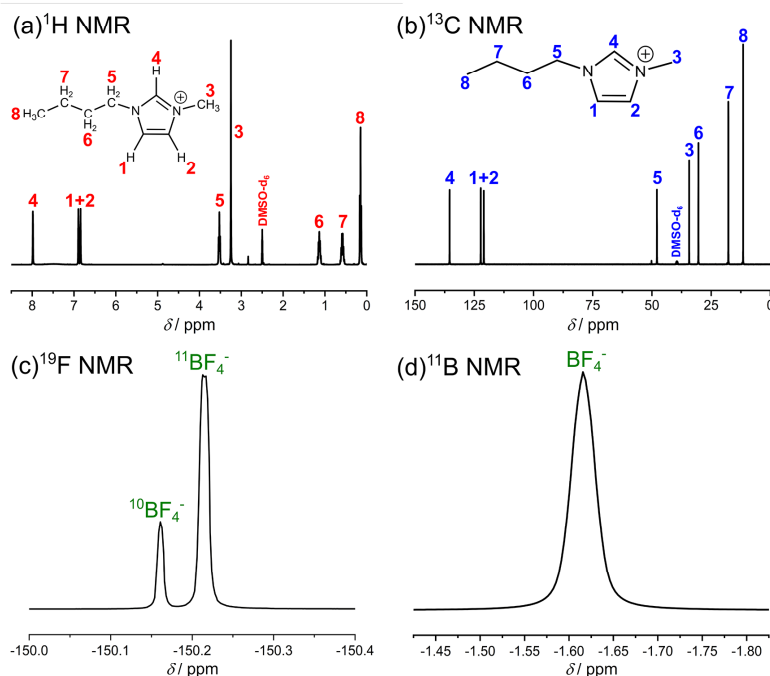 (a)¹H NMR
4
H
7
H₂
C
5
H₂
C
3
CH₃
N
N
⊕
8
H₃C
C
H₂
6
H
1
H
2
4
1+2
5
3
DMSO-d₆
6
7
8
8
7
6
5
4
3
2
1
0
δ/ ppm
(b)¹³C NMR
7
5
4
⊕
3
N
N
8
6
1
2
4
1+2
5
DMSO-d₆
3
6
7
8
150
125
100
75
50
25
0
δ/ ppm
(c)¹⁹F NMR
¹¹BF₄⁻
¹⁰BF₄⁻
-150.0
-150.1
-150.2
-150.3
-150.4
δ/ ppm
(d)¹¹B NMR
BF₄⁻
-1.45
-1.50
-1.55
-1.60
-1.65
-1.70
-1.75
-1.80
δ/ ppm